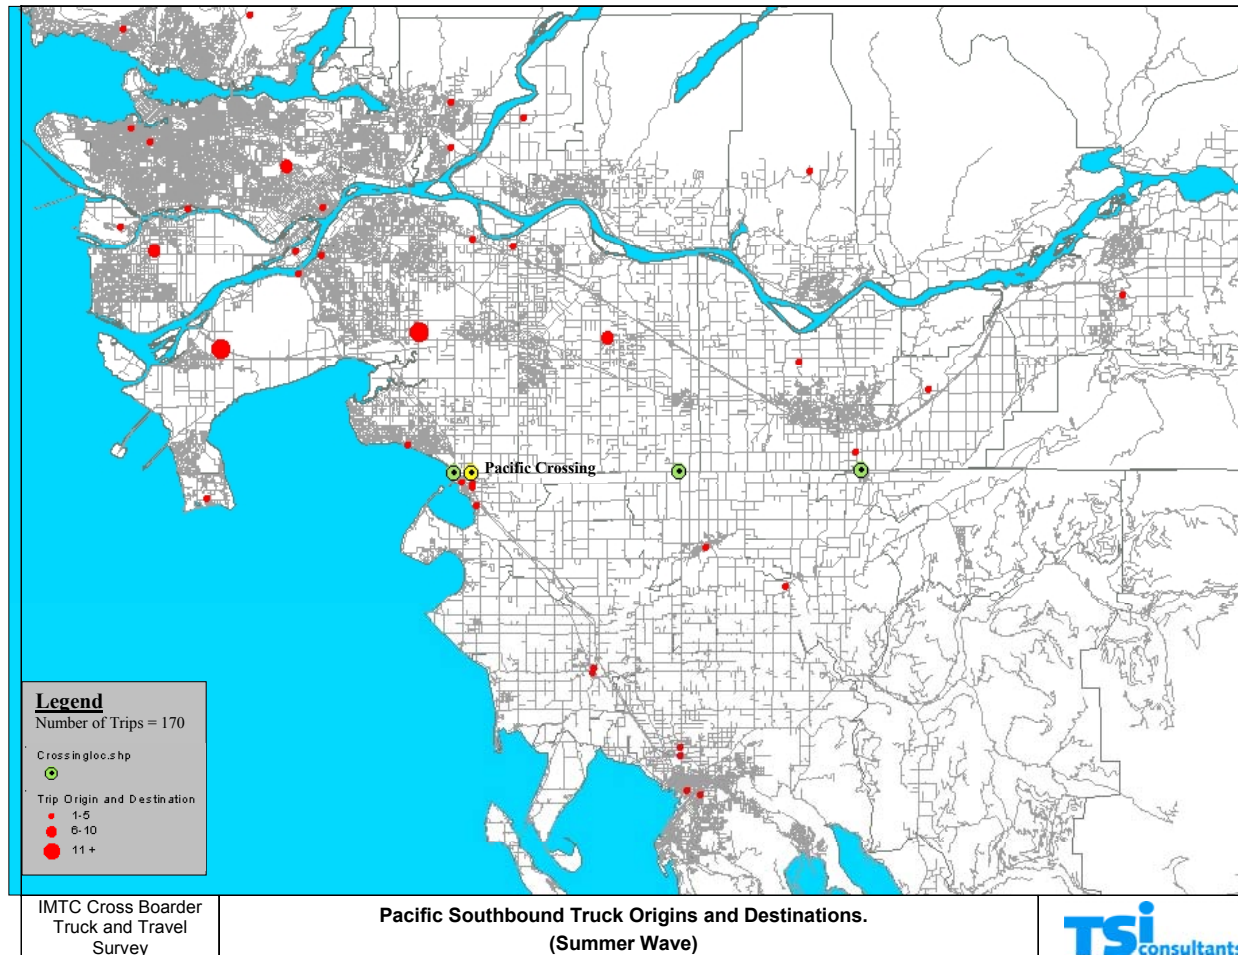 Pacific Crossing
Legend
Number of Trips = 170
Crossingloc.shp
Trip Origin and Destination
1-5
6-10
11 +
IMTC Cross Boarder
Truck and Travel
Survey
Pacific Southbound Truck Origins and Destinations.
(Summer Wave)
TSi
consultants